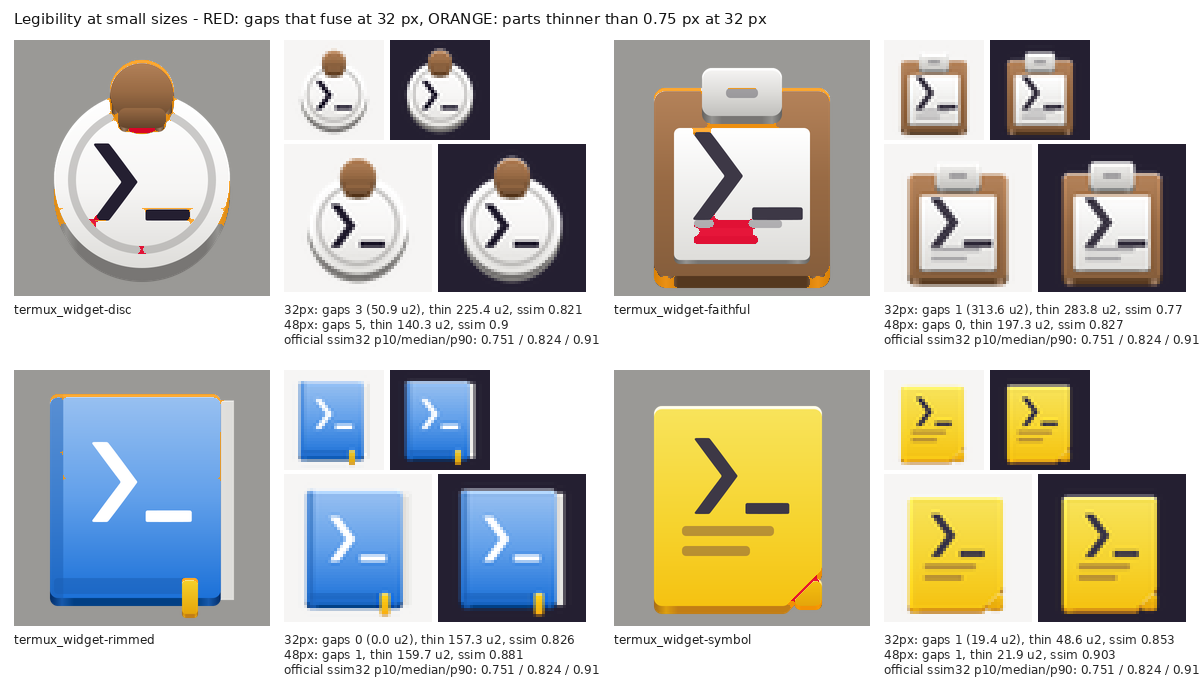 Legibility at small sizes - RED: gaps that fuse at 32 px, ORANGE: parts thinner than 0.75 px at 32 px
termux_widget-disc
32px: gaps 3 (50.9 u2), thin 225.4 u2, ssim 0.821
48px: gaps 5, thin 140.3 u2, ssim 0.9
official ssim32 p10/median/p90: 0.751 / 0.824 / 0.91
termux_widget-faithful
32px: gaps 1 (313.6 u2), thin 283.8 u2, ssim 0.77
48px: gaps 0, thin 197.3 u2, ssim 0.827
official ssim32 p10/median/p90: 0.751 / 0.824 / 0.91
termux_widget-rimmed
32px: gaps 0 (0.0 u2), thin 157.3 u2, ssim 0.826
48px: gaps 1, thin 159.7 u2, ssim 0.881
official ssim32 p10/median/p90: 0.751 / 0.824 / 0.91
termux_widget-symbol
32px: gaps 1 (19.4 u2), thin 48.6 u2, ssim 0.853
48px: gaps 1, thin 21.9 u2, ssim 0.903
official ssim32 p10/median/p90: 0.751 / 0.824 / 0.91